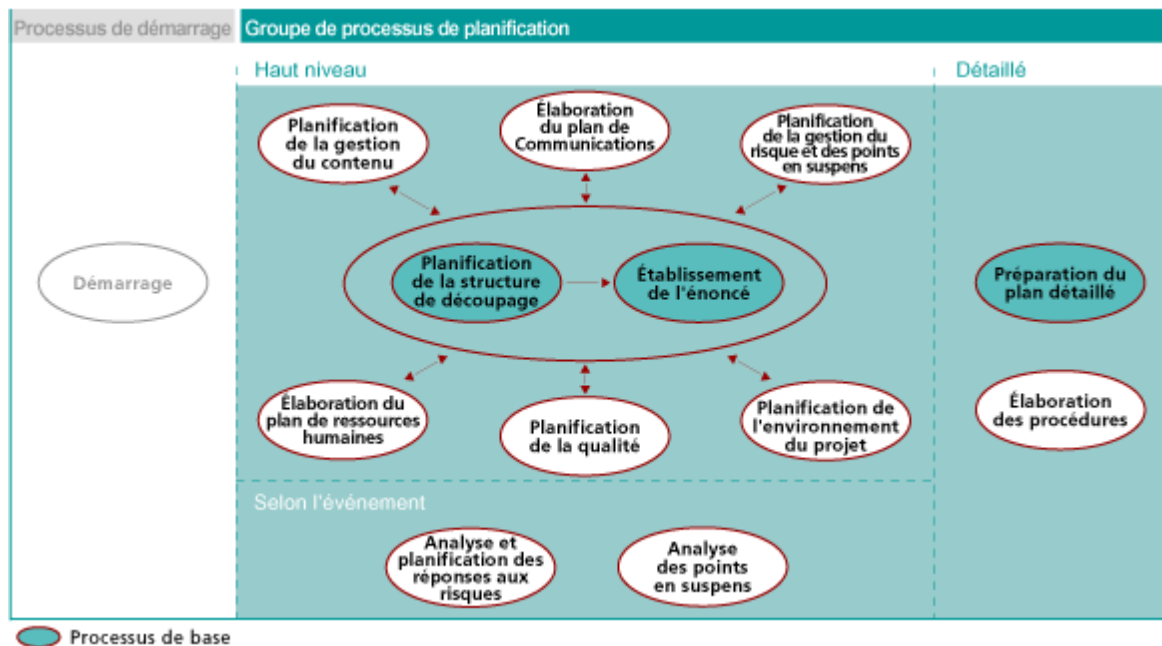 Processus de démarrage
Groupe de processus de planification
Haut niveau
Détaillé
Planification
de la gestion
du contenu
Élaboration
du plan de
Communications
Planification
de la gestion du
risque et des points
en suspens
Démarrage
Planification
de la structure
de découpage
Établissement
de l'énoncé
Préparation du
plan détaillé
Élaboration du
plan de ressources
humaines
Planification
de la qualité
Planification de
l'environnement
du projet
Élaboration
des procédures
Selon l'événement
Analyse et
planification des
réponses aux
risques
Analyse
des points
en suspens
Processus de base